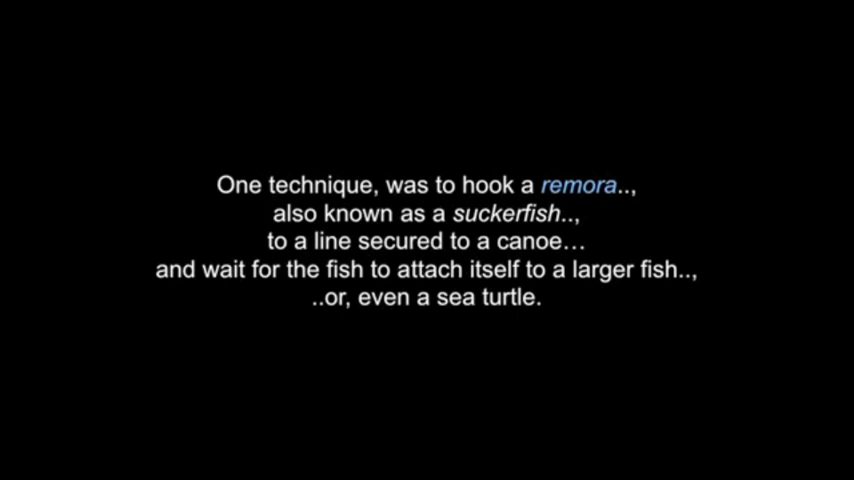 One technique, was to hook a remora..,
also known as a suckerfish..,
to a line secured to a canoe…
and wait for the fish to attach itself to a larger fish..,
..or, even a sea turtle.